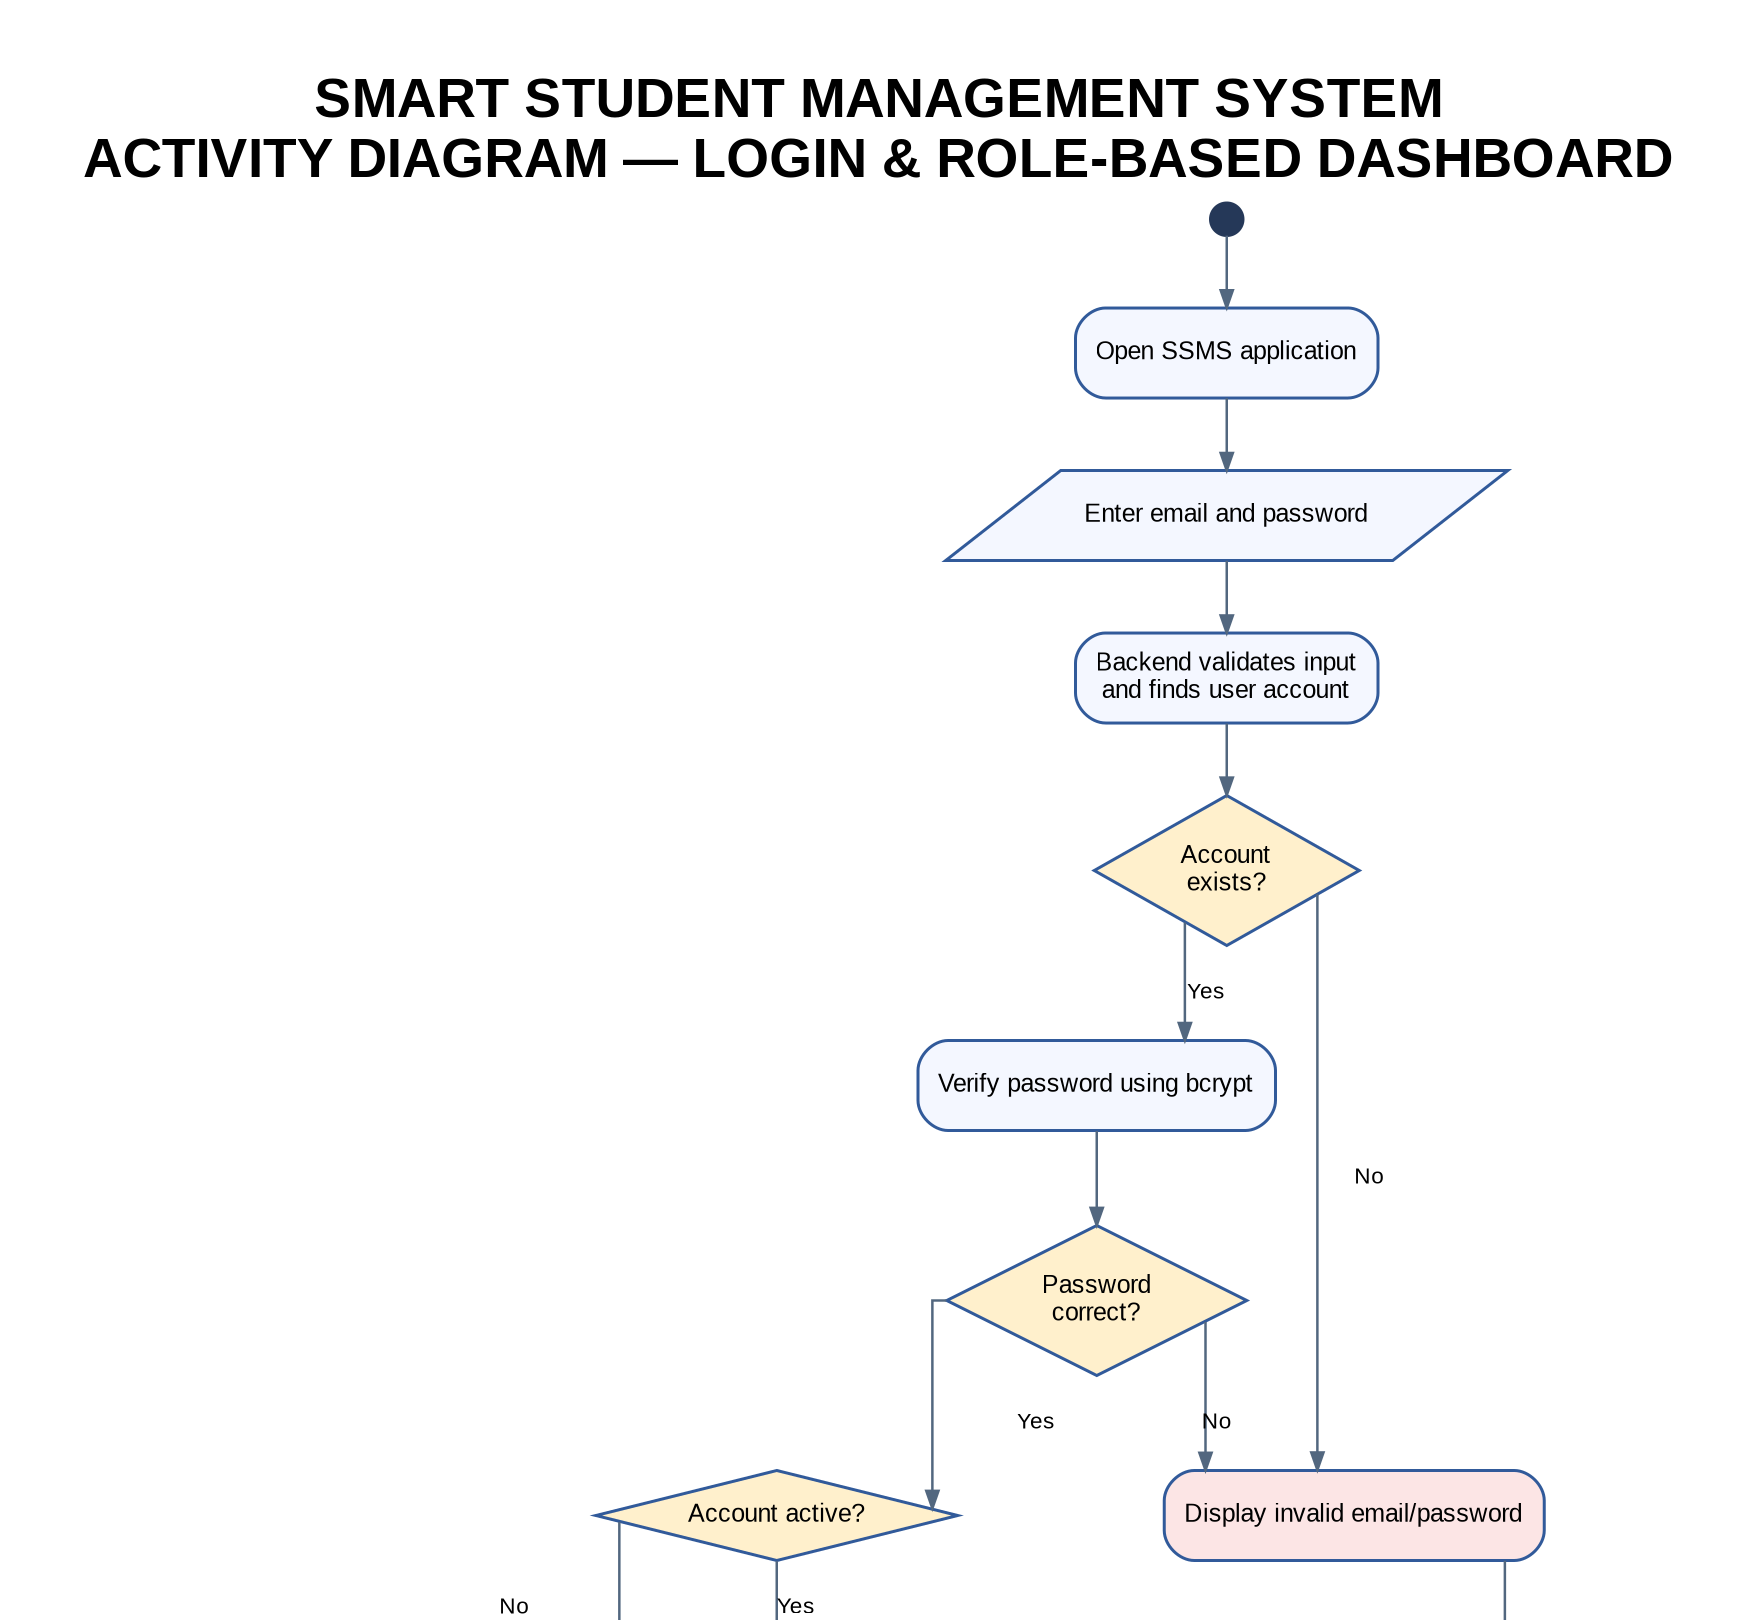 SMART STUDENT MANAGEMENT SYSTEM
ACTIVITY DIAGRAM — LOGIN & ROLE-BASED DASHBOARD
Open SSMS application
Enter email and password
Backend validates input
and finds user account
Account
exists?
Yes
Verify password using bcrypt
No
Password
correct?
Yes
No
Account active?
Display invalid email/password
No
Yes